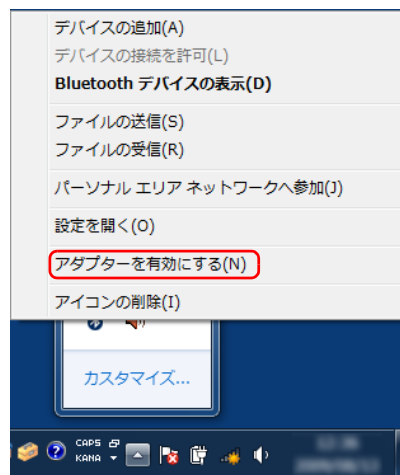 デバイスの追加(A)
デバイスの接続を許可(L)
Bluetooth デバイスの表示(D)
ファイルの送信(S)
ファイルの受信(R)
パーソナル エリア ネットワークへ参加(J)
設定を開く(O)
アダプターを有効にする(N)
アイコンの削除(I)
カスタマイズ...
CAPS
KANA